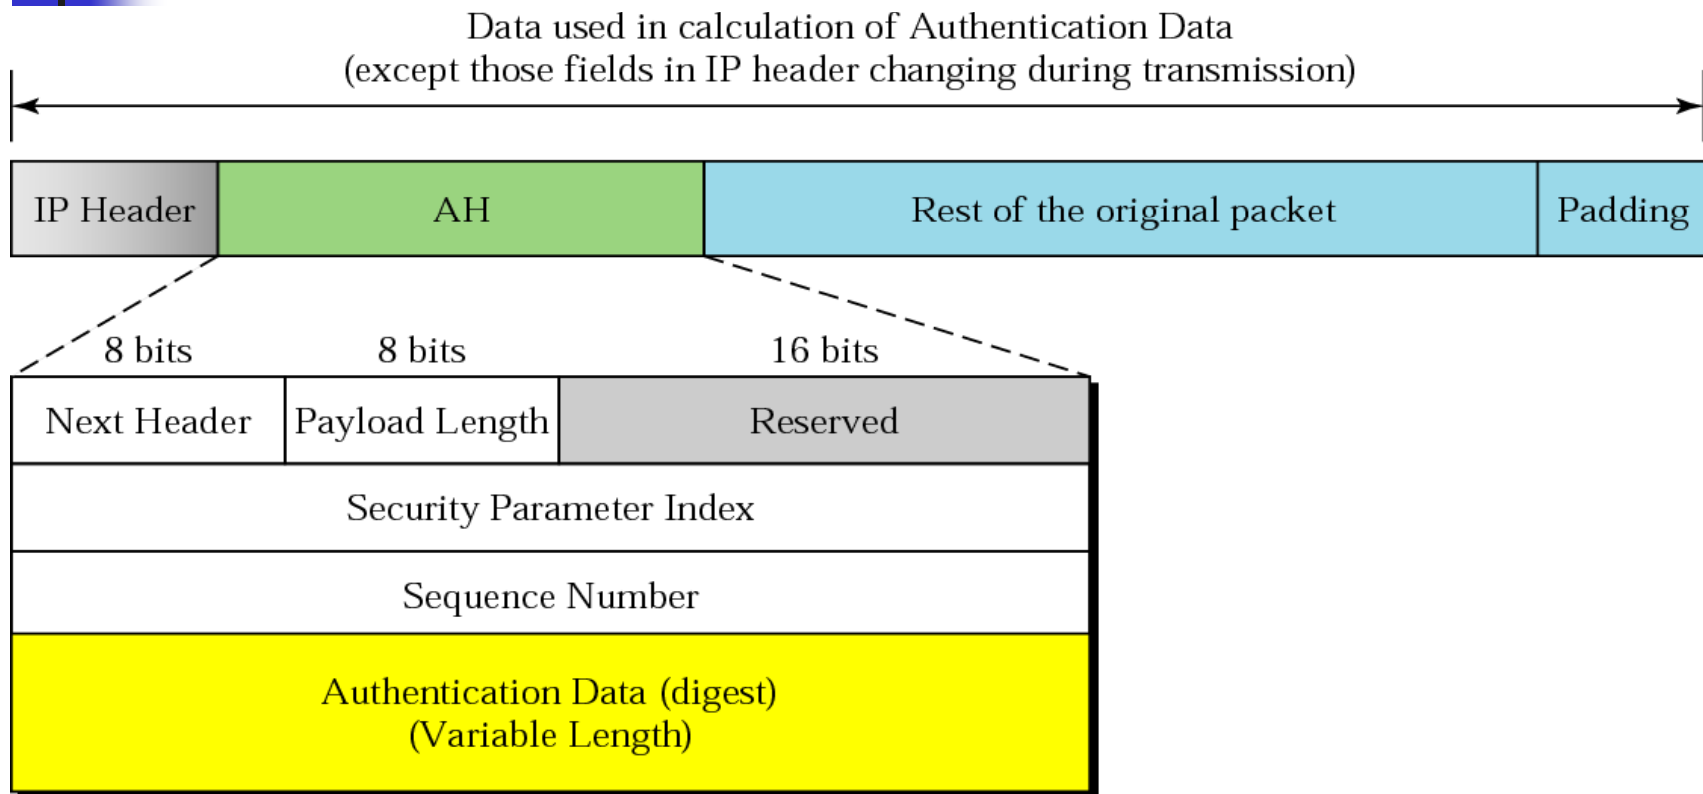 Data used in calculation of Authentication Data
(except those fields in IP header changing during transmission)
IP Header AH Rest of the original packet Padding
8 bits 8 bits 16 bits
Next Header Payload Length Reserved
Security Parameter Index
Sequence Number
Authentication Data (digest)
(Variable Length)